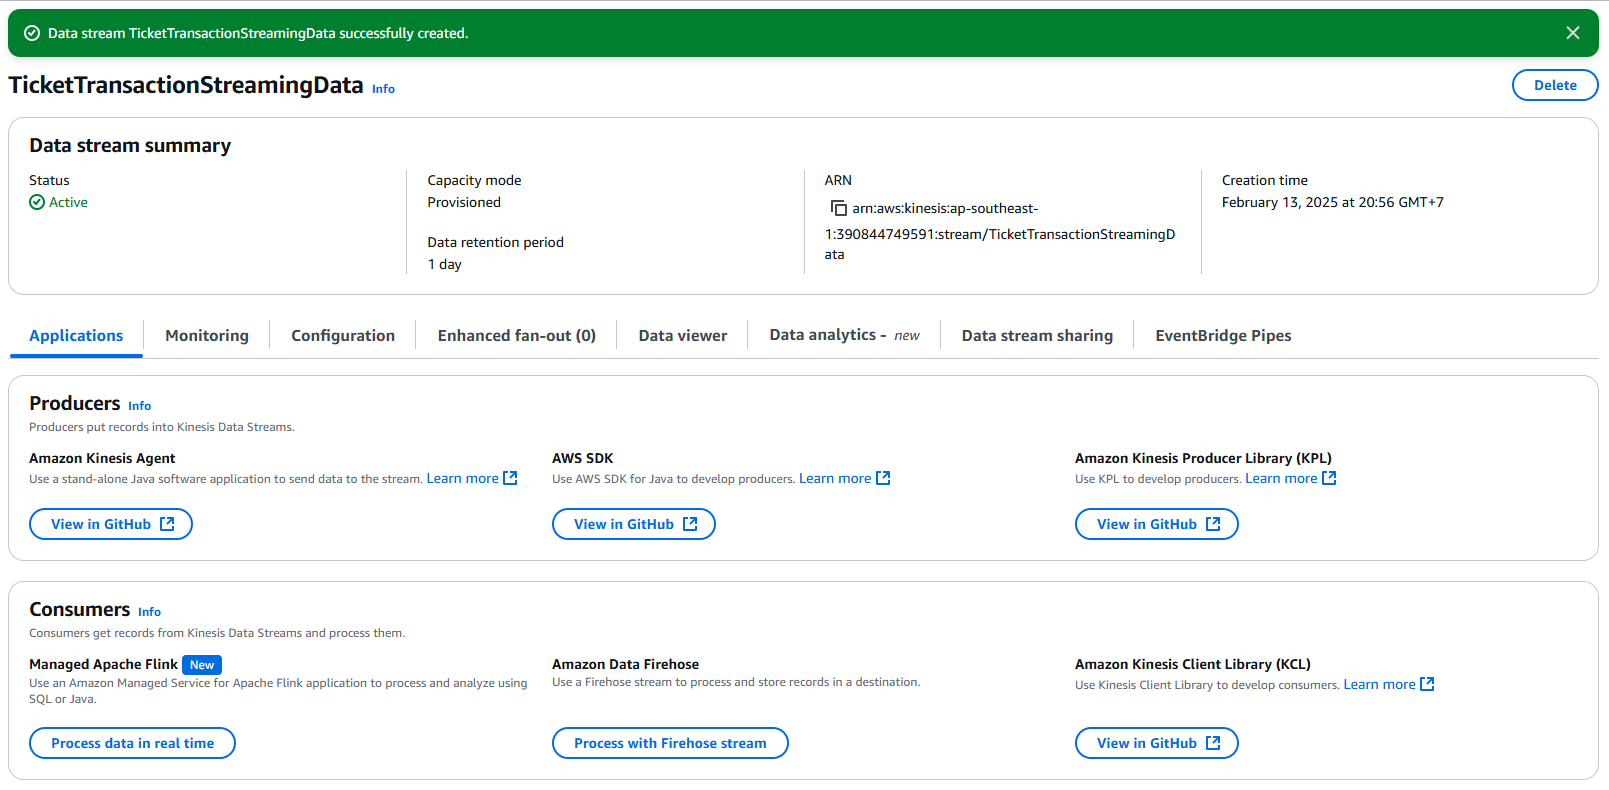 Data stream TicketTransactionStreamingData successfully created.
TicketTransactionStreamingData Info
Delete
Data stream summary
Status
Active
Capacity mode
Provisioned
Data retention period
1 day
ARN
arn:aws:kinesis:ap-southeast-
1:390844749591:stream/TicketTransactionStreamingD
ata
Creation time
February 13, 2025 at 20:56 GMT+7
Applications Monitoring Configuration Enhanced fan-out (0) Data viewer Data analytics - new Data stream sharing EventBridge Pipes
Producers Info
Producers put records into Kinesis Data Streams.
Amazon Kinesis Agent
Use a stand-alone Java software application to send data to the stream. Learn more
View in GitHub
AWS SDK
Use AWS SDK for Java to develop producers. Learn more
View in GitHub
Amazon Kinesis Producer Library (KPL)
Use KPL to develop producers. Learn more
View in GitHub
Consumers Info
Consumers get records from Kinesis Data Streams and process them.
Managed Apache Flink New
Use an Amazon Managed Service for Apache Flink application to process and analyze using
SQL or Java.
Process data in real time
Amazon Data Firehose
Use a Firehose stream to process and store records in a destination.
Process with Firehose stream
Amazon Kinesis Client Library (KCL)
Use Kinesis Client Library to develop consumers. Learn more
View in GitHub